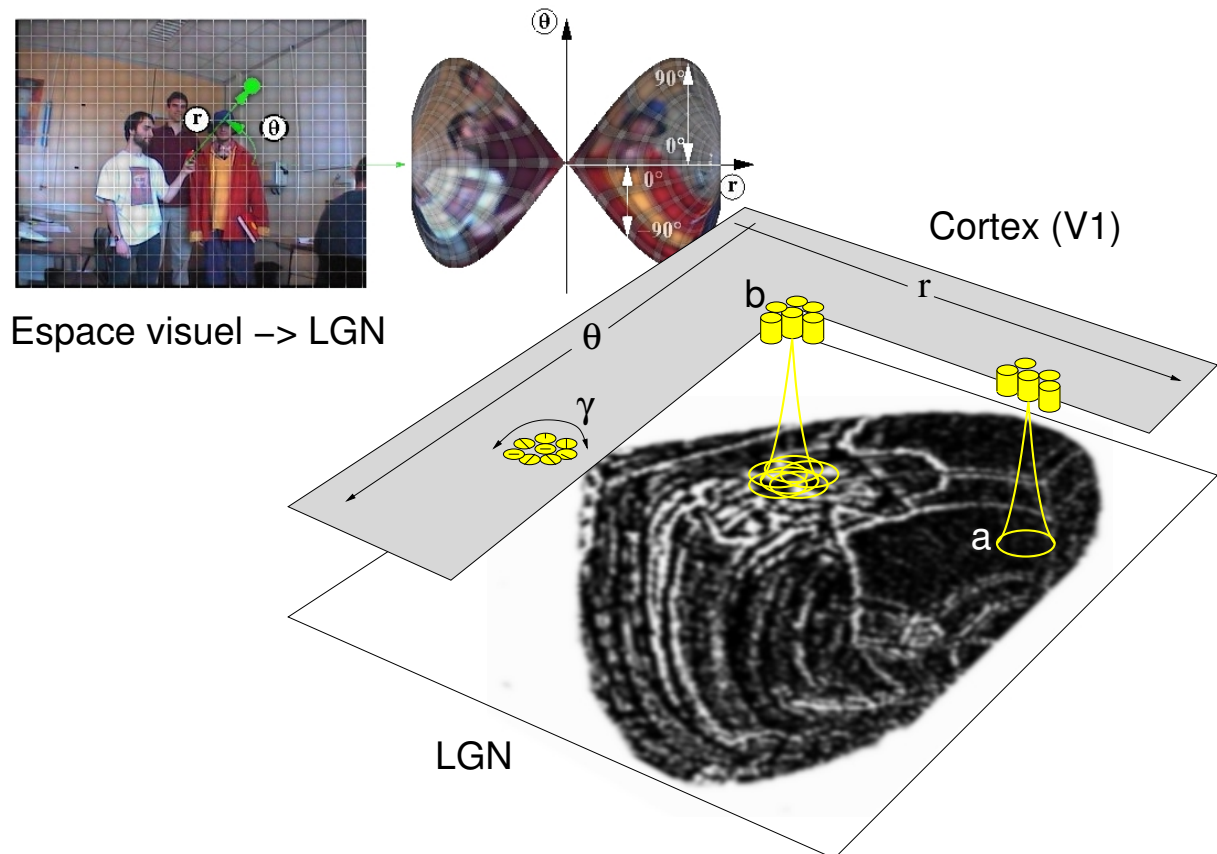 r
θ
θ
90°
0°
0°
−90°
r
Espace visuel −> LGN
Cortex (V1)
r
b
θ
γ
a
LGN